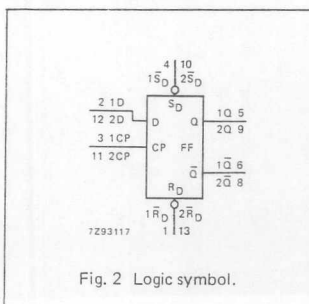 4 10
1S̅D 2S̅D
SD
2 1D
12 2D
D
Q
1Q 5
2Q 9
3 1CP
11 2CP
CP FF
Q̅
1Q̅ 6
2Q̅ 8
RD
1R̅D 2R̅D
7Z93117
1 13
Fig. 2 Logic symbol.